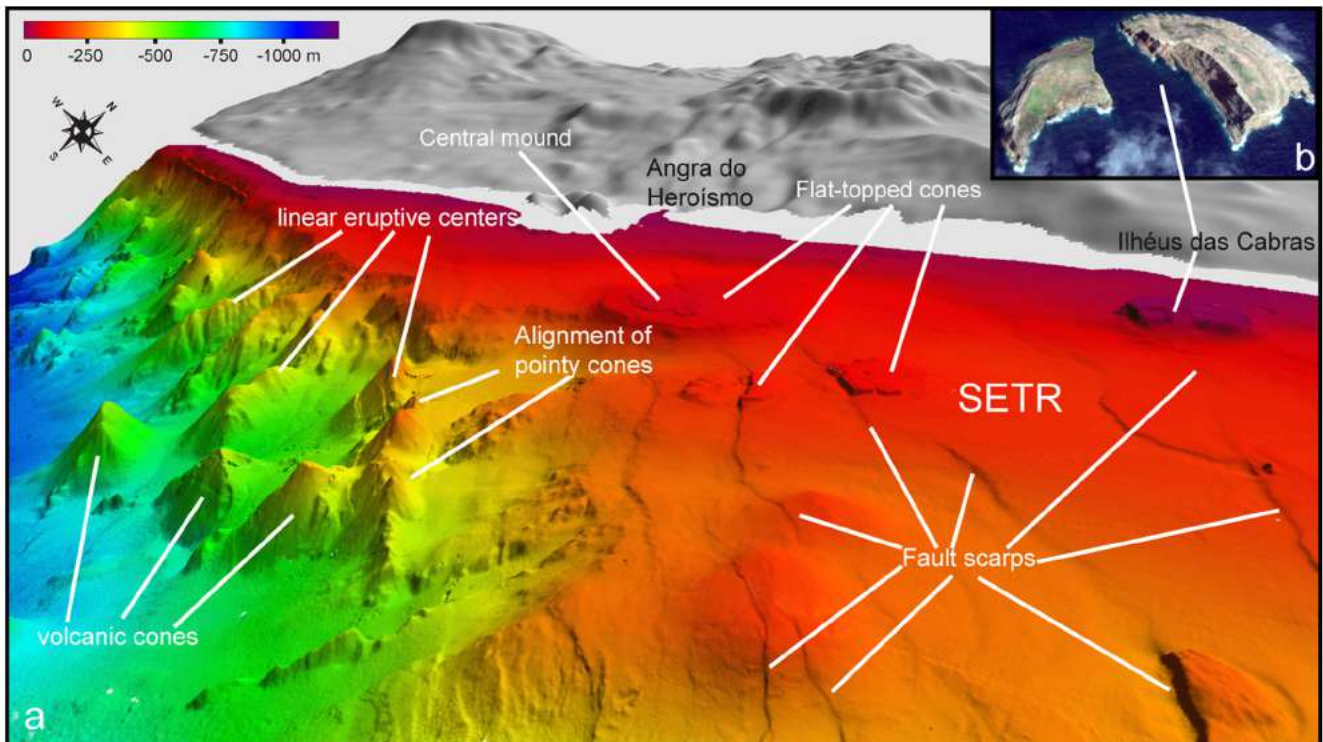 0 -250 -500 -750 -1000 m
W N
S E
Central mound
Angra do
Heroísmo
Flat-topped cones
b
linear eruptive centers
Ilhéus das Cabras
Alignment of
pointy cones
SETR
Fault scarps
volcanic cones
a